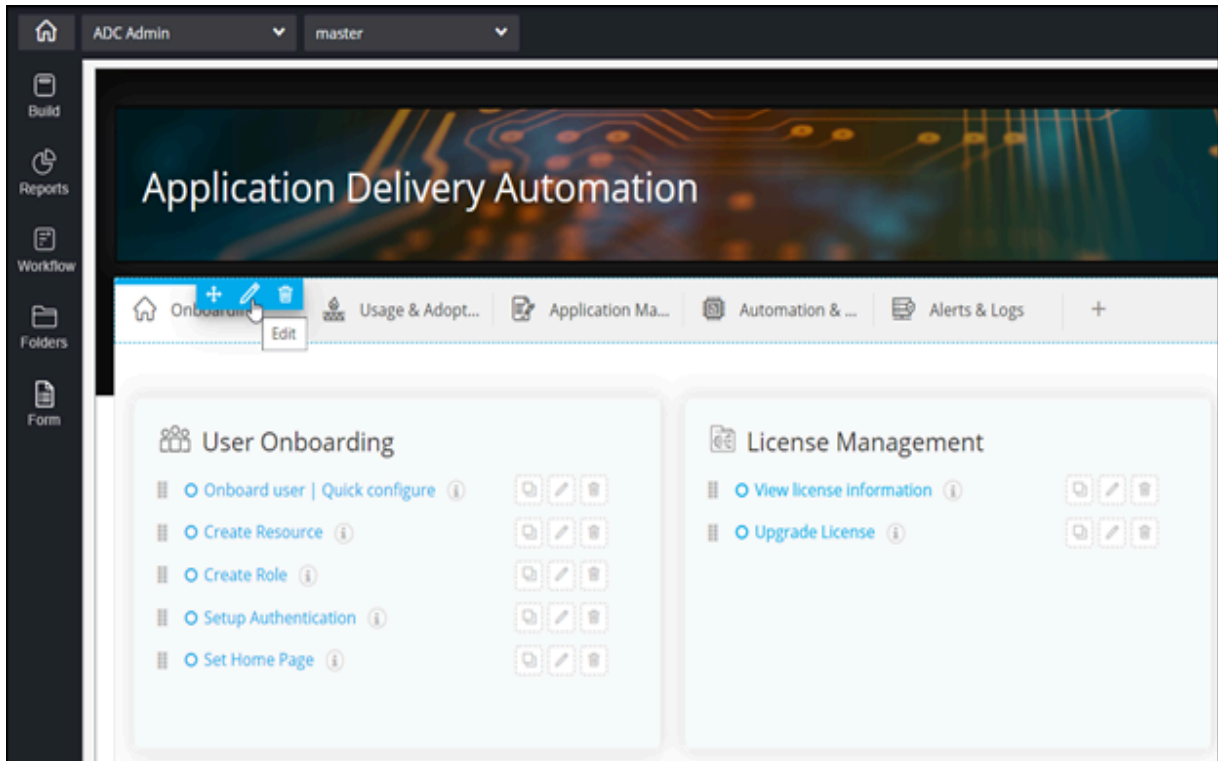 ADC Admin
master
Build
Reports
Workflow
Folders
Form
Application Delivery Automation
Edit
Usage & Adopt...
Application Ma...
Automation & ...
Alerts & Logs
+
User Onboarding
Onboard user | Quick configure
Create Resource
Create Role
Setup Authentication
Set Home Page
License Management
View license information
Upgrade License